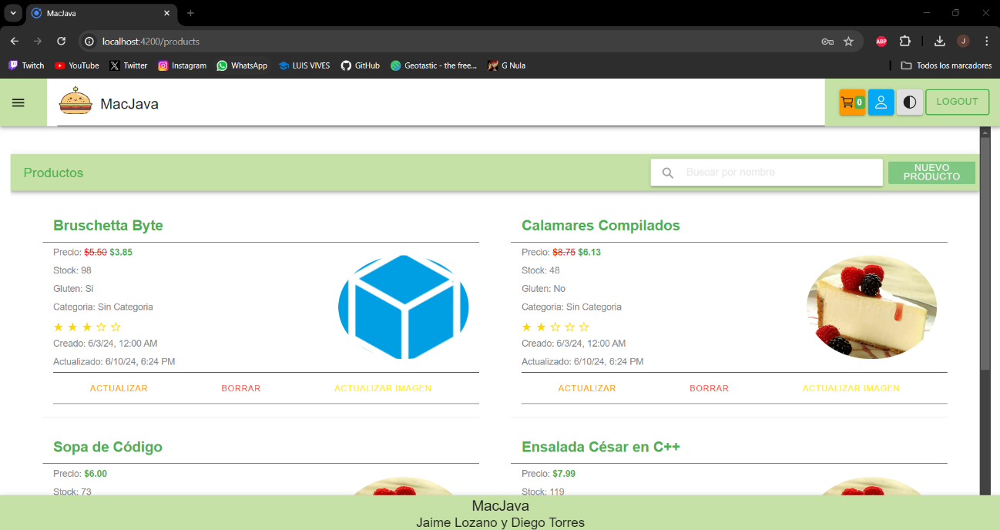 MacJava
localhost:4200/products
ABP
J
Twitch YouTube Twitter Instagram WhatsApp LUIS VIVES GitHub Geotastic - the free... G Nula Todos los marcadores
MacJava 0 LOGOUT
Productos Buscar por nombre NUEVO PRODUCTO
Bruschetta Byte
Precio: $5.50 $3.85
Stock: 98
Gluten: Si
Categoria: Sin Categoria
Creado: 6/3/24, 12:00 AM
Actualizado: 6/10/24, 6:24 PM
ACTUALIZAR BORRAR ACTUALIZAR IMAGEN
Calamares Compilados
Precio: $8.75 $6.13
Stock: 48
Gluten: No
Categoria: Sin Categoria
Creado: 6/3/24, 12:00 AM
Actualizado: 6/10/24, 6:24 PM
ACTUALIZAR BORRAR ACTUALIZAR IMAGEN
Sopa de Código
Precio: $6.00
Stock: 73
Ensalada César en C++
Precio: $7.99
Stock: 119
MacJava
Jaime Lozano y Diego Torres